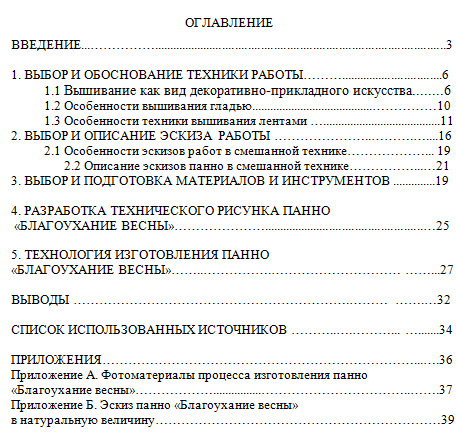 ОГЛАВЛЕНИЕ
ВВЕДЕНИЕ.................................................................................3
1. ВЫБОР И ОБОСНОВАНИЕ ТЕХНИКИ РАБОТЫ....................................6
1.1 Вышивание как вид декоративно-прикладного искусства........6
1.2 Особенности вышивания гладью.............................................10
1.3 Особенности техники вышивания лентами ..............................11
2. ВЫБОР И ОПИСАНИЕ ЭСКИЗА РАБОТЫ ........................................16
2.1 Особенности эскизов работ в смешанной технике................... 19
2.2 Описание эскизов панно в смешанной технике..................21
3. ВЫБОР И ПОДГОТОВКА МАТЕРИАЛОВ И ИНСТРУМЕНТОВ ..............19
4. РАЗРАБОТКА ТЕХНИЧЕСКОГО РИСУНКА ПАННО
«БЛАГОУХАНИЕ ВЕСНЫ»..............................................................25
5. ТЕХНОЛОГИЯ ИЗГОТОВЛЕНИЯ ПАННО
«БЛАГОУХАНИЕ ВЕСНЫ»....................................................... ........27
ВЫВОДЫ ........................................................................... ..........32
СПИСОК ИСПОЛЬЗОВАННЫХ ИСТОЧНИКОВ ......................... ........34
ПРИЛОЖЕНИЯ ...........................................................................36
Приложение А. Фотоматериалы процесса изготовления панно
«Благоухание весны»....................................................................37
Приложение Б. Эскиз панно «Благоухание весны»
в натуральную величину................................................................39